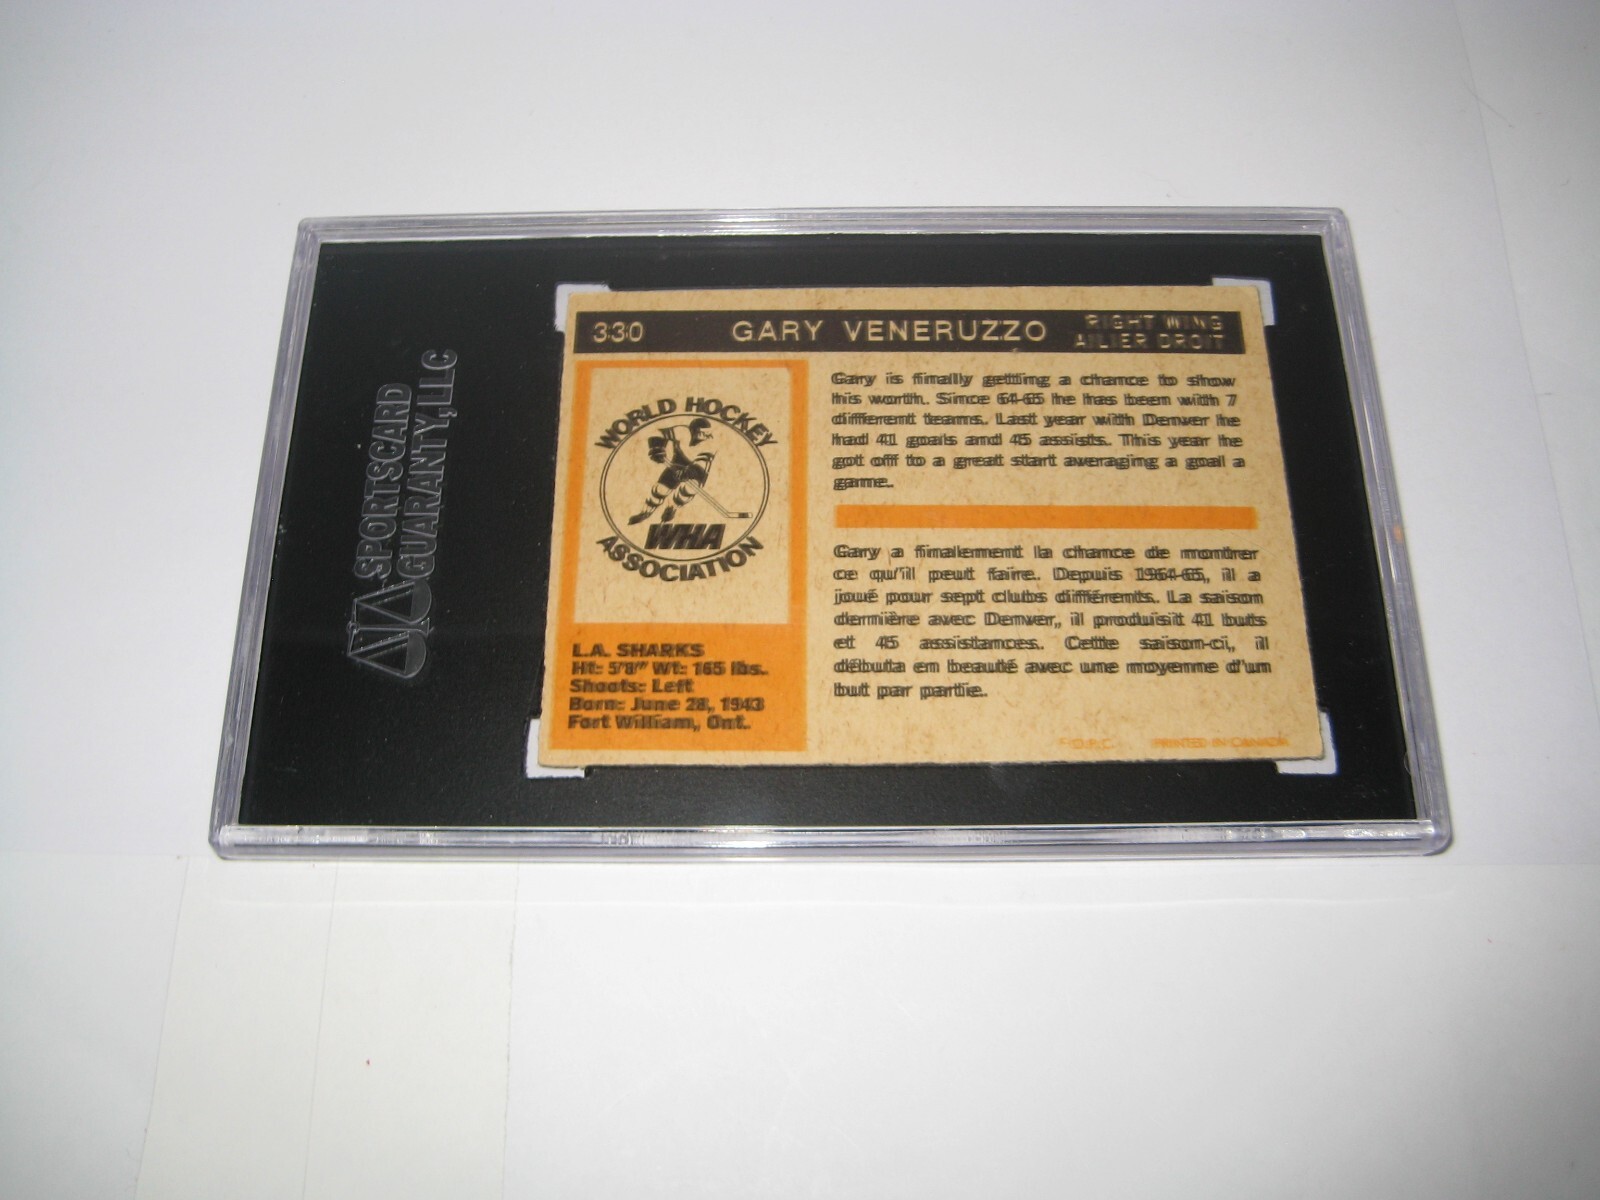 SPORTSCARD
GUARANTY, LLC
330 GARY VENERUZZO RIGHT WING
AILIER DROIT
WORLD HOCKEY
WHA
ASSOCIATION
L.A. SHARKS
Ht: 5'8" Wt: 165 lbs.
Shoots: Left
Born: June 28, 1943
Fort William, Ont.
Gary is finally getting a chance to show
his worth. Since 64-65 he has been with 7
different teams. Last year with Denver he
had 41 goals and 45 assists. This year he
got off to a great start averaging a goal a
game.
Gary a finalement la chance de montrer
ce qu'il peut faire. Depuis 1964-65, il a
joué pour sept clubs différents. La saison
dernière avec Denver, il produisit 41 buts
et 45 assistances. Cette saison-ci, il
débuta en beauté avec une moyenne d'un
but par partie.
PRINTED IN CANADA